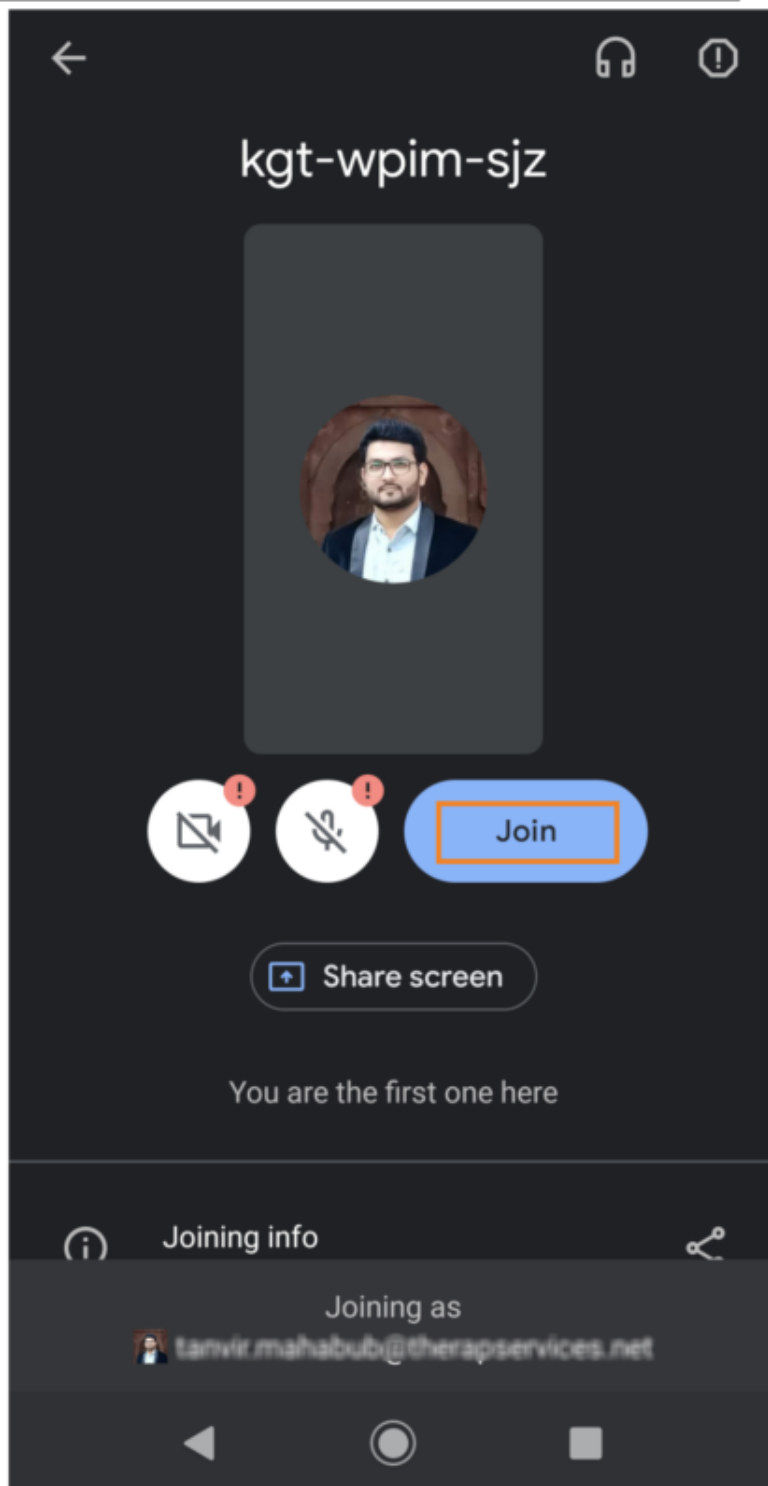 kgt-wpim-sjz
Join
Share screen
You are the first one here
Joining info
Joining as